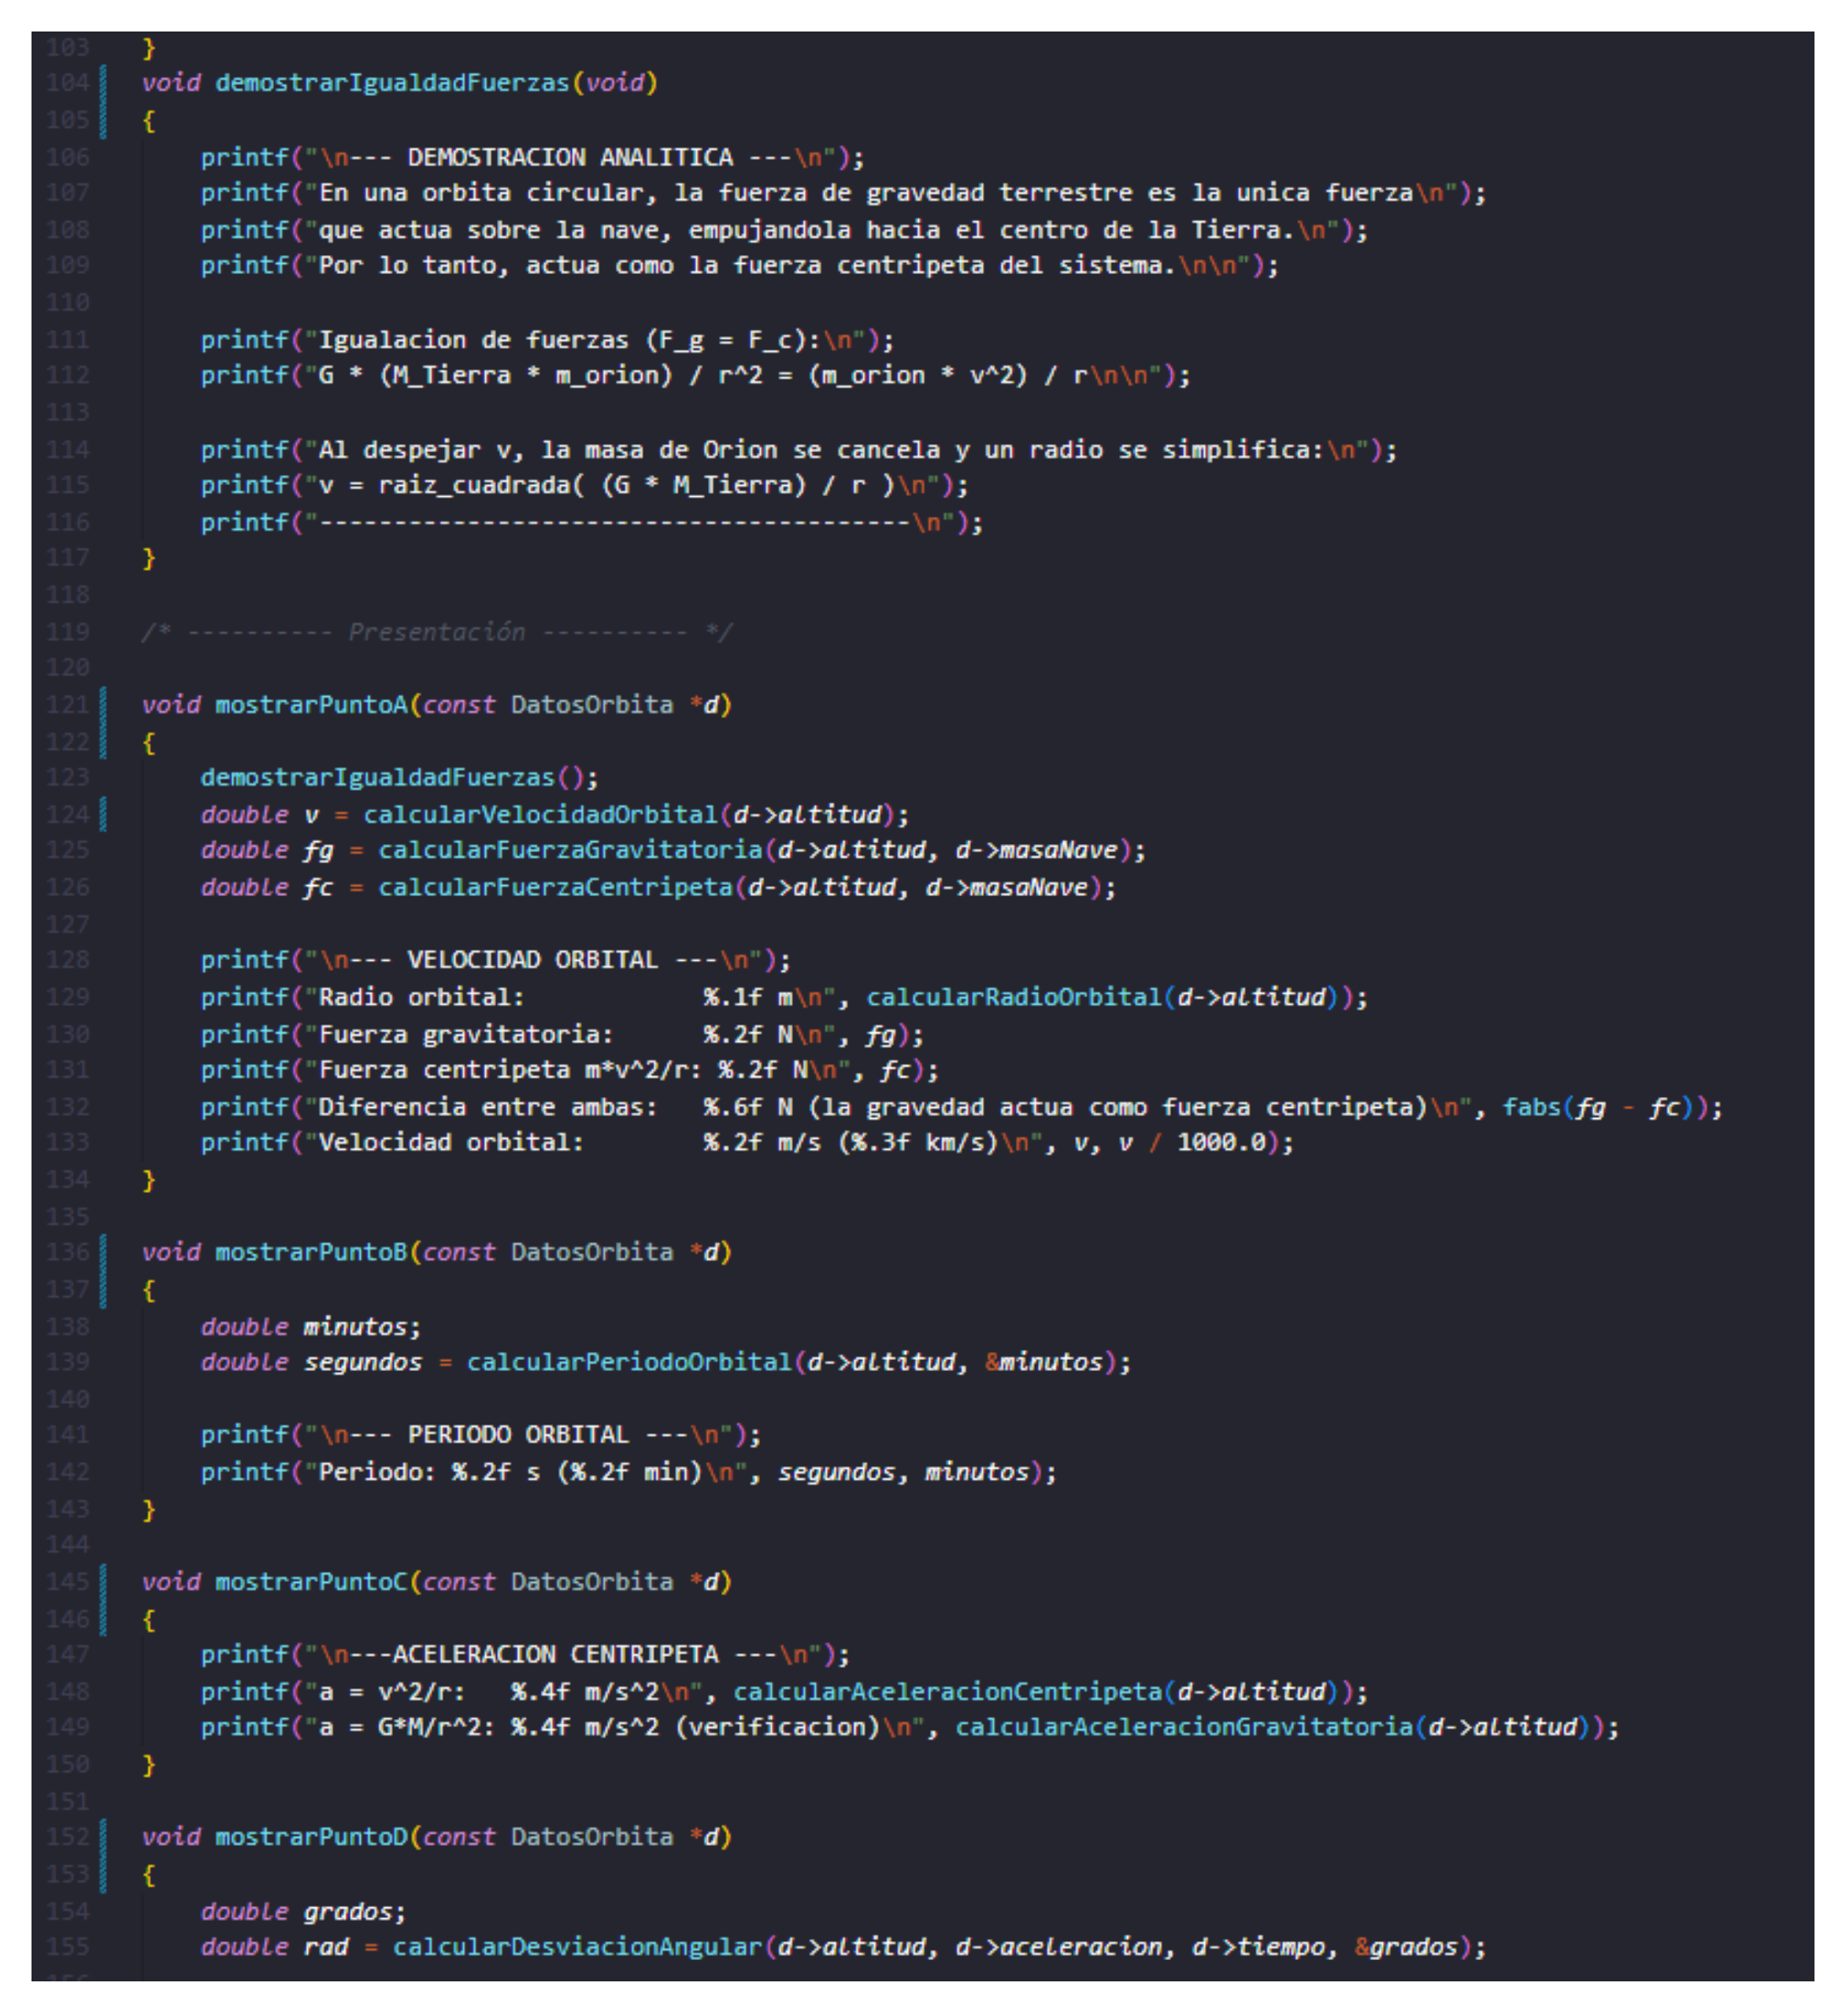 103 }
104 void demostrarIgualdadFuerzas(void)
105 {
106     printf("\n--- DEMOSTRACION ANALITICA ---\n");
107     printf("En una orbita circular, la fuerza de gravedad terrestre es la unica fuerza\n");
108     printf("que actua sobre la nave, empujandola hacia el centro de la Tierra.\n");
109     printf("Por lo tanto, actua como la fuerza centripeta del sistema.\n\n");
110
111     printf("Igualacion de fuerzas (F_g = F_c):\n");
112     printf("G * (M_Tierra * m_orion) / r^2 = (m_orion * v^2) / r\n\n");
113
114     printf("Al despejar v, la masa de Orion se cancela y un radio se simplifica:\n");
115     printf("v = raiz_cuadrada( (G * M_Tierra) / r )\n");
116     printf("----------------------------------------\n");
117 }
118
119 /* ---------- Presentación ---------- */
120
121 void mostrarPuntoA(const DatosOrbita *d)
122 {
123     demostrarIgualdadFuerzas();
124     double v = calcularVelocidadOrbital(d->altitud);
125     double fg = calcularFuerzaGravitatoria(d->altitud, d->masaNave);
126     double fc = calcularFuerzaCentripeta(d->altitud, d->masaNave);
127
128     printf("\n--- VELOCIDAD ORBITAL ---\n");
129     printf("Radio orbital:            %.1f m\n", calcularRadioOrbital(d->altitud));
130     printf("Fuerza gravitatoria:      %.2f N\n", fg);
131     printf("Fuerza centripeta m*v^2/r: %.2f N\n", fc);
132     printf("Diferencia entre ambas:   %.6f N (la gravedad actua como fuerza centripeta)\n", fabs(fg - fc));
133     printf("Velocidad orbital:        %.2f m/s (%.3f km/s)\n", v, v / 1000.0);
134 }
135
136 void mostrarPuntoB(const DatosOrbita *d)
137 {
138     double minutos;
139     double segundos = calcularPeriodoOrbital(d->altitud, &minutos);
140
141     printf("\n--- PERIODO ORBITAL ---\n");
142     printf("Periodo: %.2f s (%.2f min)\n", segundos, minutos);
143 }
144
145 void mostrarPuntoC(const DatosOrbita *d)
146 {
147     printf("\n---ACELERACION CENTRIPETA ---\n");
148     printf("a = v^2/r:   %.4f m/s^2\n", calcularAceleracionCentripeta(d->altitud));
149     printf("a = G*M/r^2: %.4f m/s^2 (verificacion)\n", calcularAceleracionGravitatoria(d->altitud));
150 }
151
152 void mostrarPuntoD(const DatosOrbita *d)
153 {
154     double grados;
155     double rad = calcularDesviacionAngular(d->altitud, d->aceleracion, d->tiempo, &grados);